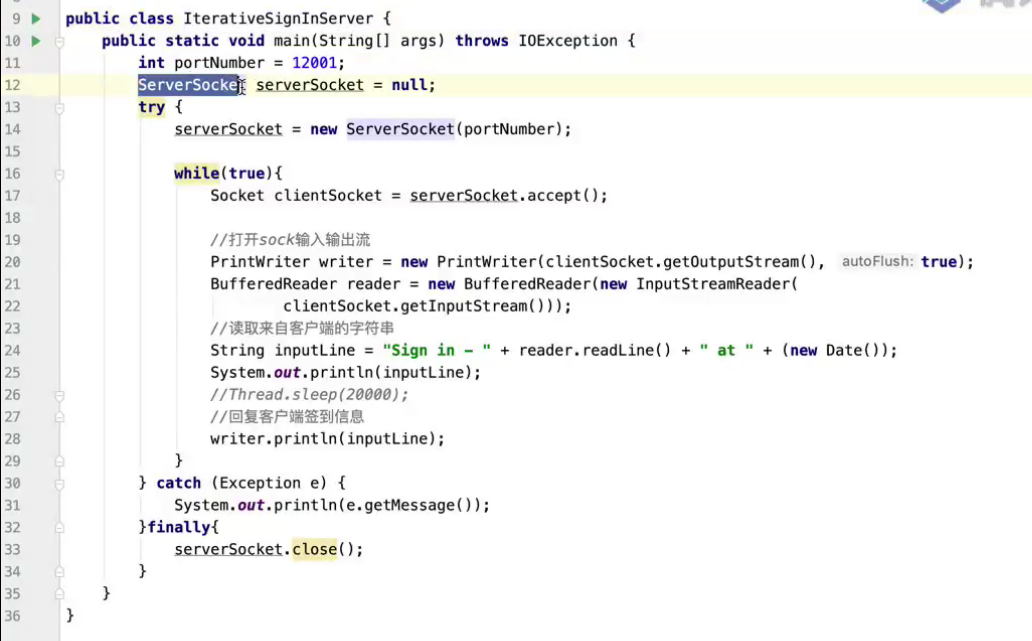 9 public class IterativeSignInServer {
10 public static void main(String[] args) throws IOException {
11 int portNumber = 12001;
12 ServerSocket serverSocket = null;
13 try {
14 serverSocket = new ServerSocket(portNumber);
15
16 while(true){
17 Socket clientSocket = serverSocket.accept();
18
19 //打开sock输入输出流
20 PrintWriter writer = new PrintWriter(clientSocket.getOutputStream(), autoFlush: true);
21 BufferedReader reader = new BufferedReader(new InputStreamReader(
22 clientSocket.getInputStream()));
23 //读取来自客户端的字符串
24 String inputLine = "Sign in - " + reader.readLine() + " at " + (new Date());
25 System.out.println(inputLine);
26 //Thread.sleep(20000);
27 //回复客户端签到信息
28 writer.println(inputLine);
29 }
30 } catch (Exception e) {
31 System.out.println(e.getMessage());
32 }finally{
33 serverSocket.close();
34 }
35 }
36 }